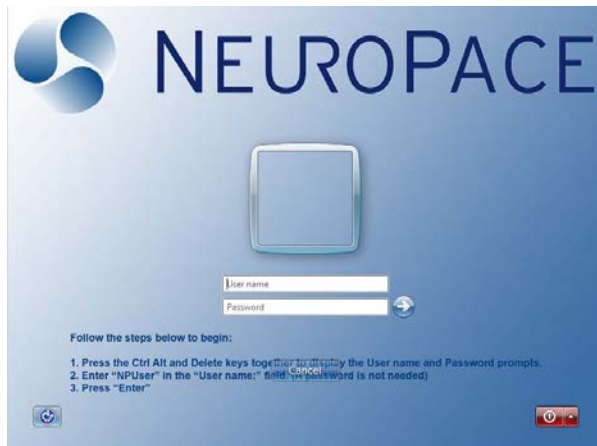 NEUROPACE
User name
Password
Follow the steps below to begin:
1. Press the Ctrl Alt and Delete keys together to display the User name and Password prompts.
2. Enter "NPUser" in the "User name:" field. (A password is not needed)
3. Press "Enter"
Cancel